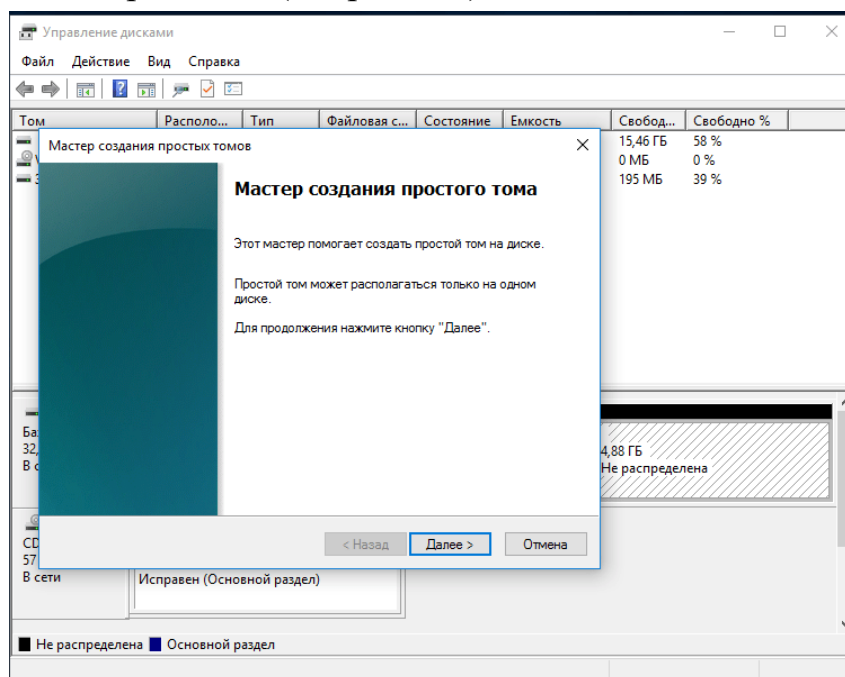 Управление дисками
Файл Действие Вид Справка
Том Располо... Тип Файловая с... Состояние Емкость Свобод... Свободно %
15,46 ГБ 58 %
0 МБ 0 %
195 МБ 39 %
Мастер создания простых томов
Мастер создания простого тома
Этот мастер помогает создать простой том на диске.
Простой том может располагаться только на одном
диске.
Для продолжения нажмите кнопку "Далее".
< Назад Далее > Отмена
4,88 ГБ
Не распределена
В сети
Исправен (Основной раздел)
Не распределена Основной раздел